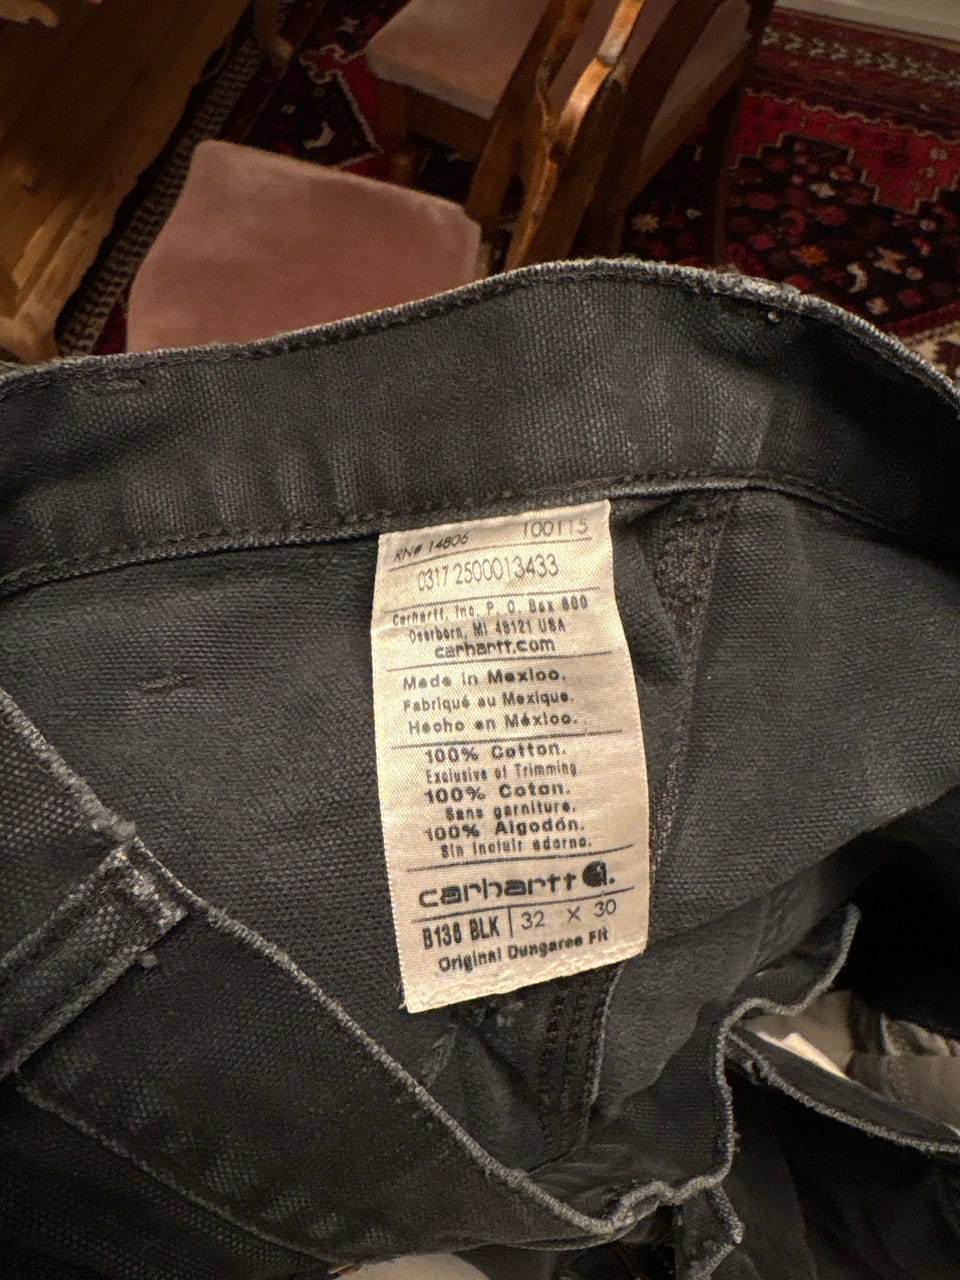 RN# 14806 100115
0317 2500013433
Carhartt, Inc. P. O. Box 600
Dearborn, MI 48121 USA
carhartt.com
Made in Mexico.
Fabriqué au Mexique.
Hecho en México.
100% Cotton.
Exclusive of Trimming
100% Coton.
Sans garniture.
100% Algodón.
Sin incluir adorno.
carhartt
B136 BLK | 32 X 30
Original Dungaree Fit